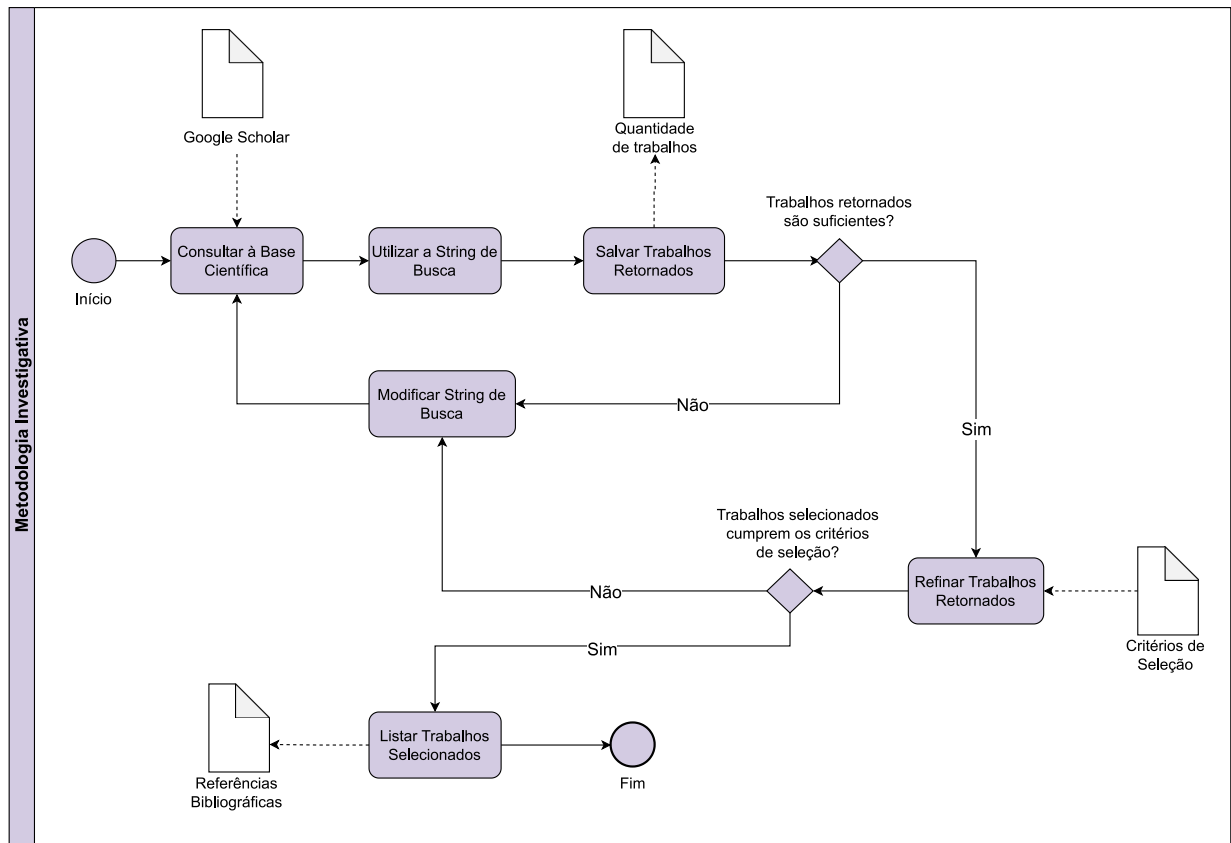 Metodologia Investigativa
Google Scholar
Quantidade
de trabalhos
Trabalhos retornados
são suficientes?
Início
Consultar à Base
Científica
Utilizar a String de
Busca
Salvar Trabalhos
Retornados
Modificar String de
Busca
Não
Sim
Trabalhos selecionados
cumprem os critérios
de seleção?
Refinar Trabalhos
Retornados
Critérios de
Seleção
Não
Sim
Listar Trabalhos
Selecionados
Referências
Bibliográficas
Fim